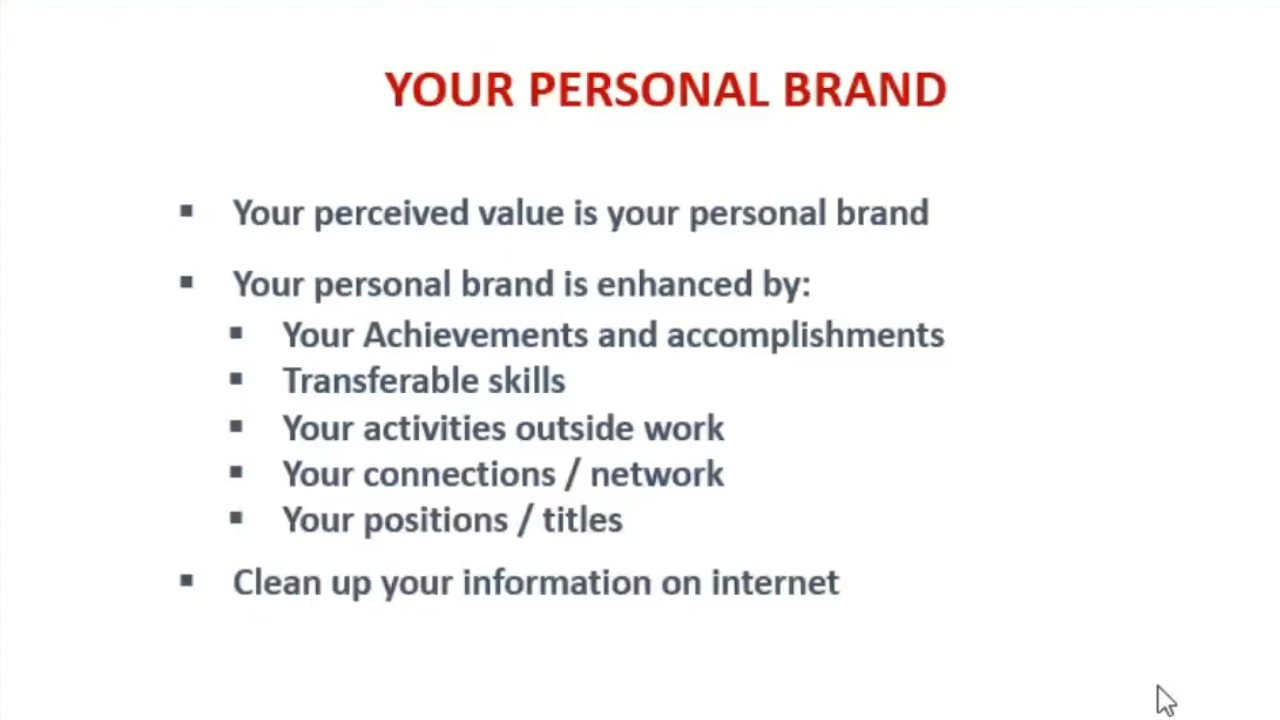 YOUR PERSONAL BRAND
▪ Your perceived value is your personal brand
▪ Your personal brand is enhanced by:
▪ Your Achievements and accomplishments
▪ Transferable skills
▪ Your activities outside work
▪ Your connections / network
▪ Your positions / titles
▪ Clean up your information on internet